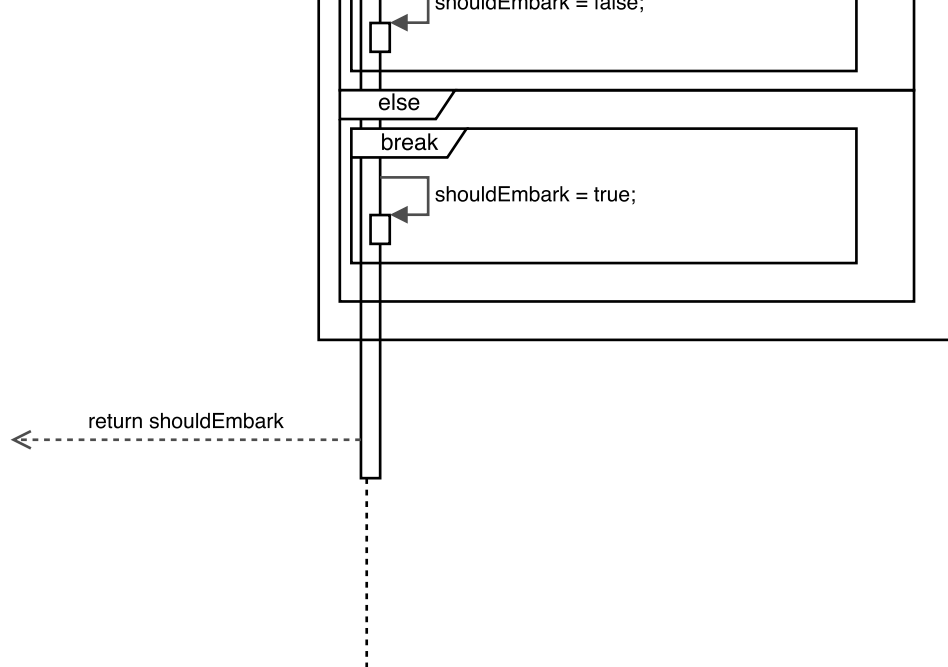 shouldEmbark = false;
else
break
shouldEmbark = true;
return shouldEmbark